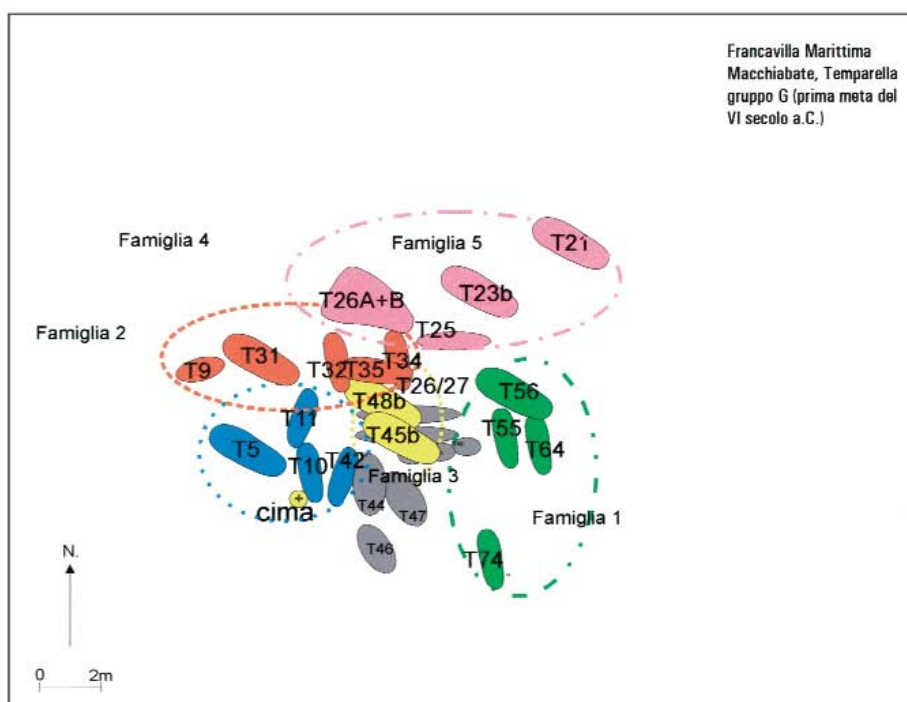 Francavilla Marittima
Macchiabate, Temparella
gruppo G (prima meta del
VI secolo a.C.)
Famiglia 4
Famiglia 5
T21
T26A+B
T23b
T25
Famiglia 2
T9
T31
T32
T35
T34
T26/27
T56
T48b
T11
T45b
T55
T64
T5
T10
T42
Famiglia 3
cima
T44
T47
Famiglia 1
T46
T74
N.
0 2m